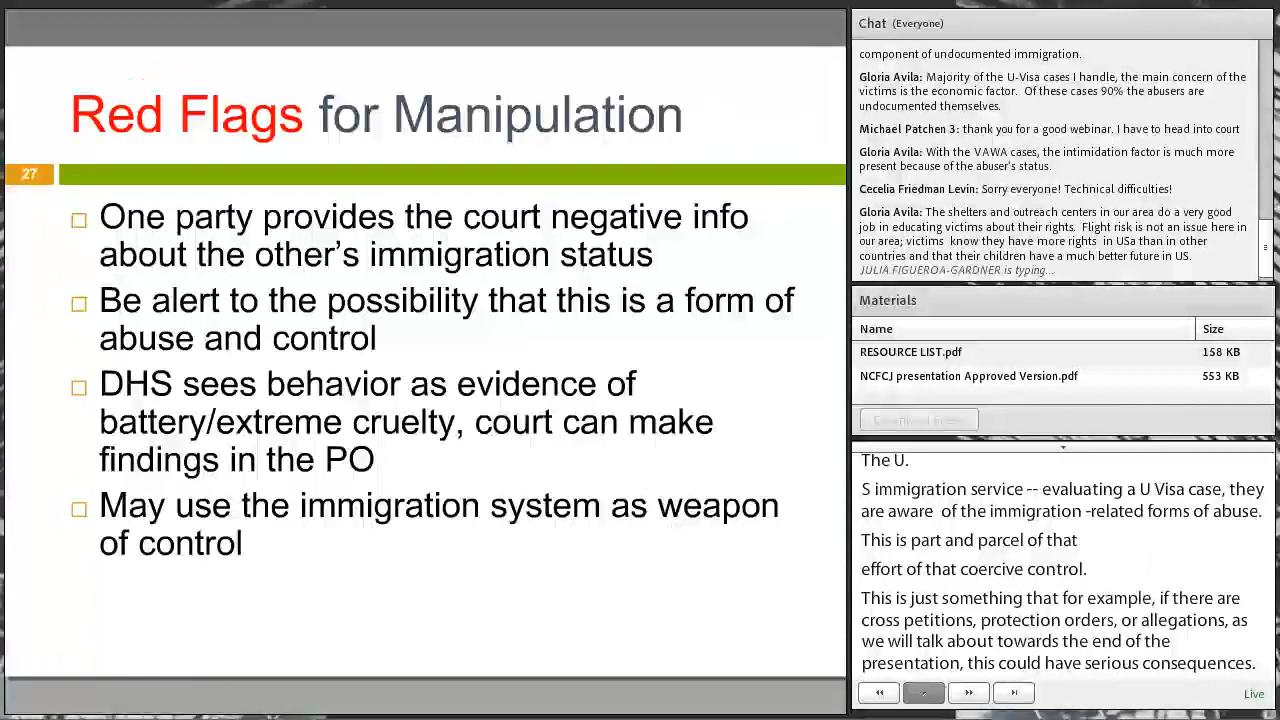 Red Flags for Manipulation
27
One party provides the court negative info
about the other’s immigration status
Be alert to the possibility that this is a form of
abuse and control
DHS sees behavior as evidence of
battery/extreme cruelty, court can make
findings in the PO
May use the immigration system as weapon
of control
Chat (Everyone)
component of undocumented immigration.
Gloria Avila: Majority of the U-Visa cases I handle, the main concern of the
victims is the economic factor. Of these cases 90% the abusers are
undocumented themselves.
Michael Patchen 3: thank you for a good webinar. I have to head into court
Gloria Avila: With the VAWA cases, the intimidation factor is much more
present because of the abuser's status.
Cecelia Friedman Levin: Sorry everyone! Technical difficulties!
Gloria Avila: The shelters and outreach centers in our area do a very good
job in educating victims about their rights. Flight risk is not an issue here in
our area; victims know they have more rights in USa than in other
countries and that their children have a much better future in US.
JULIA FIGUEROA-GARDNER is typing...
Materials
Name Size
RESOURCE LIST.pdf 158 KB
NCFCJ presentation Approved Version.pdf 553 KB
The U.
S immigration service -- evaluating a U Visa case, they
are aware of the immigration -related forms of abuse.
This is part and parcel of that
effort of that coercive control.
This is just something that for example, if there are
cross petitions, protection orders, or allegations, as
we will talk about towards the end of the
presentation, this could have serious consequences.
Live